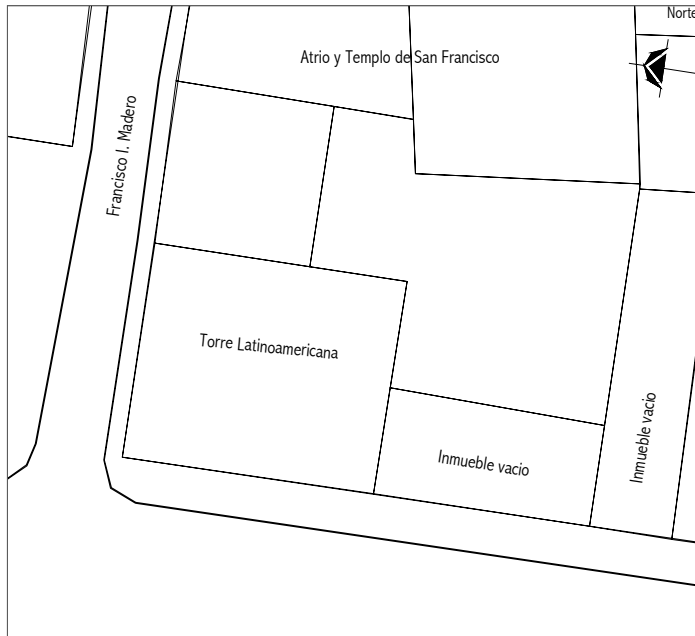 Norte
Atrio y Templo de San Francisco
Francisco I. Madero
Torre Latinoamericana
Inmueble vacio
Inmueble vacio